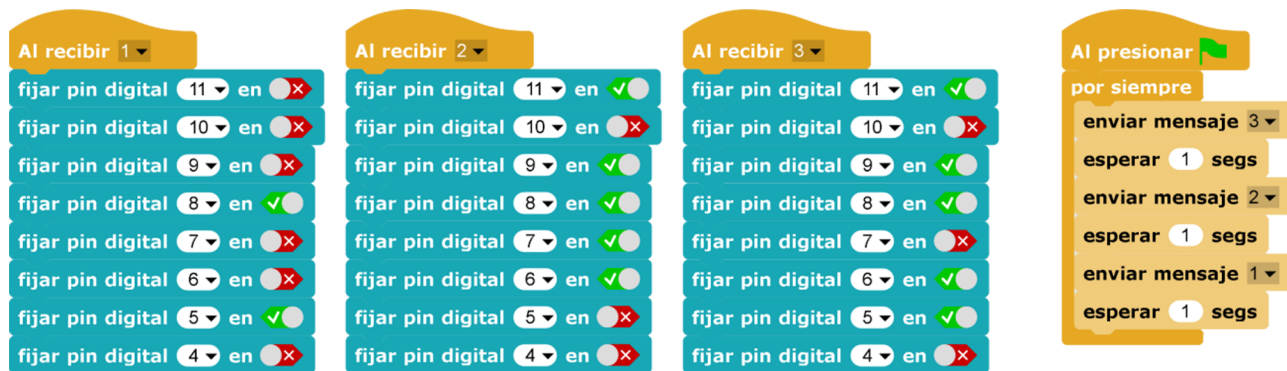 Al recibir 1
fijar pin digital 11 en
fijar pin digital 10 en
fijar pin digital 9 en
fijar pin digital 8 en
fijar pin digital 7 en
fijar pin digital 6 en
fijar pin digital 5 en
fijar pin digital 4 en
Al recibir 2
fijar pin digital 11 en
fijar pin digital 10 en
fijar pin digital 9 en
fijar pin digital 8 en
fijar pin digital 7 en
fijar pin digital 6 en
fijar pin digital 5 en
fijar pin digital 4 en
Al recibir 3
fijar pin digital 11 en
fijar pin digital 10 en
fijar pin digital 9 en
fijar pin digital 8 en
fijar pin digital 7 en
fijar pin digital 6 en
fijar pin digital 5 en
fijar pin digital 4 en
Al presionar
por siempre
enviar mensaje 3
esperar 1 segs
enviar mensaje 2
esperar 1 segs
enviar mensaje 1
esperar 1 segs